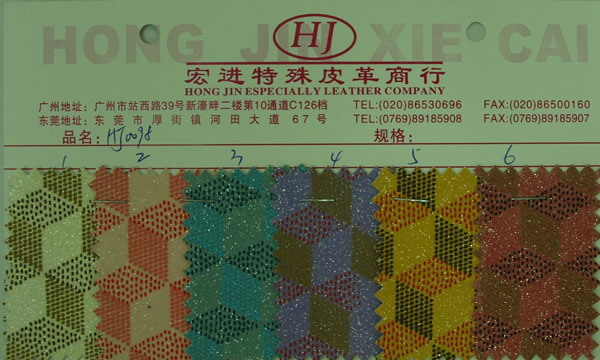 HONG JIN XIE CAI
HJ
宏进特殊皮革商行
HONG JIN ESPECIALLY LEATHER COMPANY
广州地址: 广州市站西路39号新濠畔二楼第10通道C126档 TEL:(020)86530696 FAX:(020)86500160
东莞地址: 东莞市厚街镇河田大道67号 TEL:(0769)89185908 FAX:(0769)89185907
品名: HJ0098 规格:
1 2 3 4 5 6